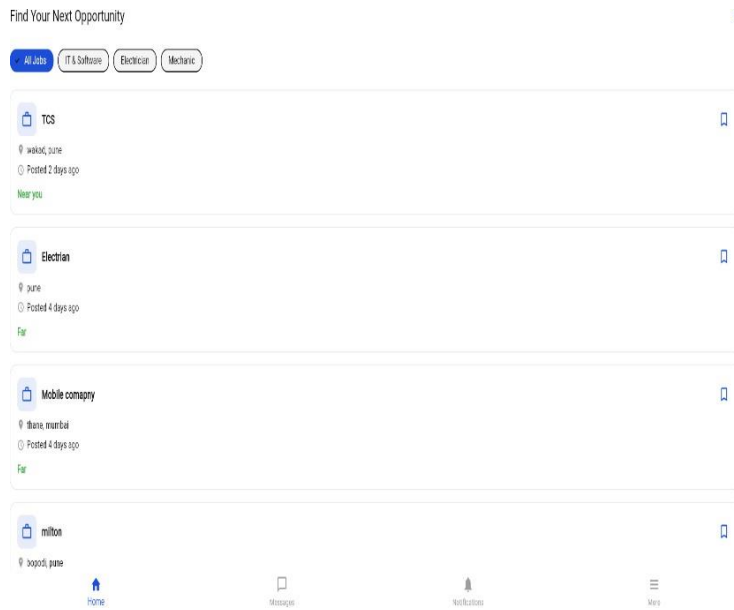 Find Your Next Opportunity
All Jobs IT & Software Electrician Mechanic
TCS
wakad, pune
Posted 2 days ago
Near you
Electrian
pune
Posted 4 days ago
Far
Mobile comapny
thane, mumbai
Posted 4 days ago
Far
milton
bopodi, pune
Home Messages Notifications More